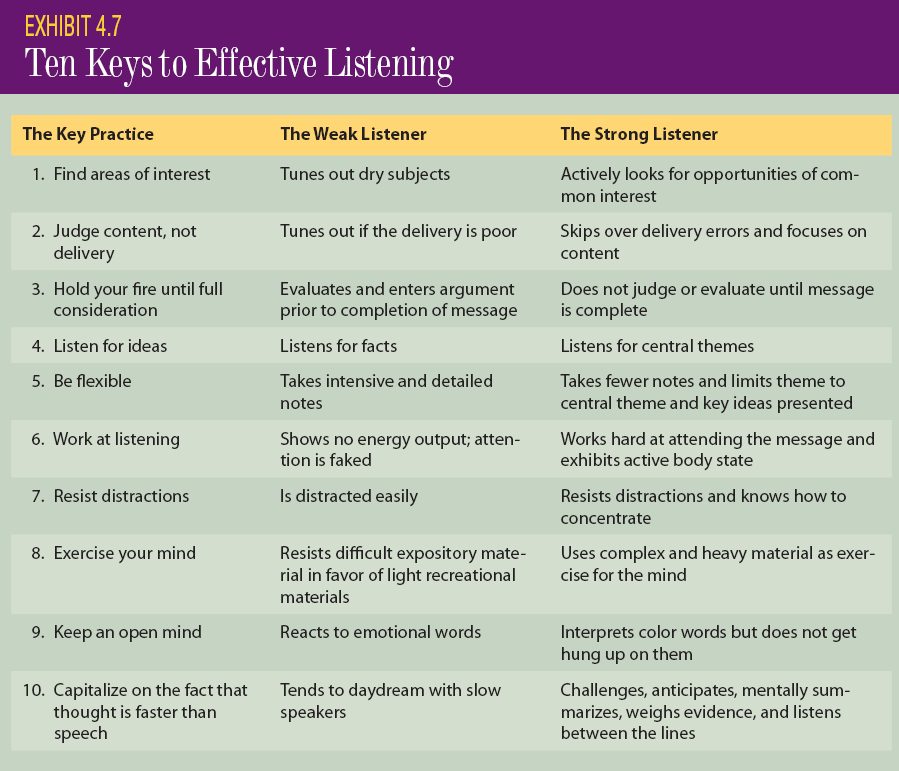 EXHIBIT 4.7
Ten Keys to Effective Listening
The Key Practice The Weak Listener The Strong Listener
1. Find areas of interest Tunes out dry subjects Actively looks for opportunities of com-
mon interest
2. Judge content, not Tunes out if the delivery is poor Skips over delivery errors and focuses on
delivery content
3. Hold your fire until full Evaluates and enters argument Does not judge or evaluate until message
consideration prior to completion of message is complete
4. Listen for ideas Listens for facts Listens for central themes
5. Be flexible Takes intensive and detailed Takes fewer notes and limits theme to
notes central theme and key ideas presented
6. Work at listening Shows no energy output; atten- Works hard at attending the message and
tion is faked exhibits active body state
7. Resist distractions Is distracted easily Resists distractions and knows how to
concentrate
8. Exercise your mind Resists difficult expository mate- Uses complex and heavy material as exer-
rial in favor of light recreational cise for the mind
materials
9. Keep an open mind Reacts to emotional words Interprets color words but does not get
hung up on them
10. Capitalize on the fact that Tends to daydream with slow Challenges, anticipates, mentally sum-
thought is faster than speakers marizes, weighs evidence, and listens
speech between the lines